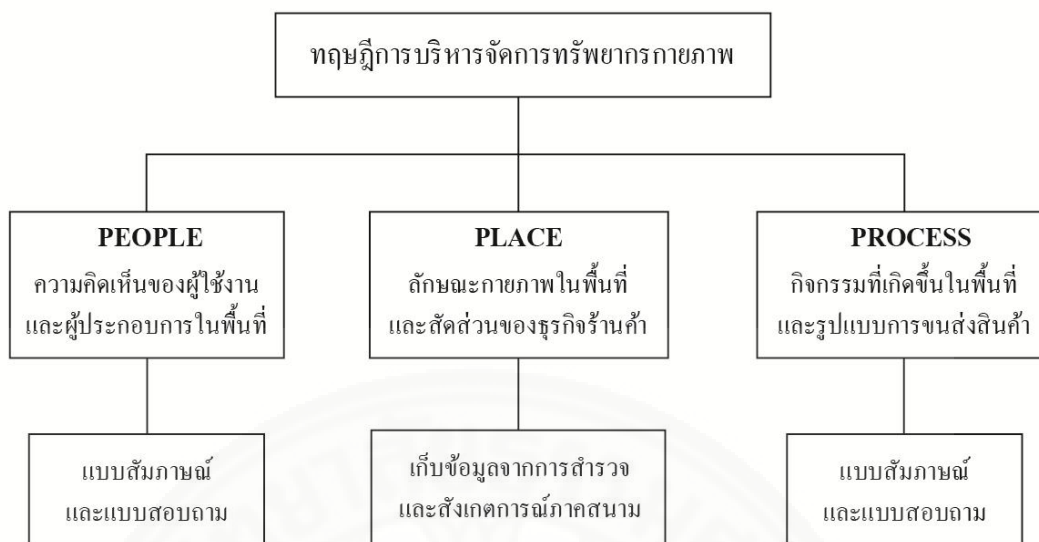 ทฤษฎีการบริหารจัดการทรัพยากรกายภาพ
PEOPLE
ความคิดเห็นของผู้ใช้งาน
และผู้ประกอบการในพื้นที่
PLACE
ลักษณะกายภาพในพื้นที่
และสัดส่วนของธุรกิจร้านค้า
PROCESS
กิจกรรมที่เกิดขึ้นในพื้นที่
และรูปแบบการขนส่งสินค้า
แบบสัมภาษณ์
และแบบสอบถาม
เก็บข้อมูลจากการสำรวจ
และสังเกตการณ์ภาคสนาม
แบบสัมภาษณ์
และแบบสอบถาม